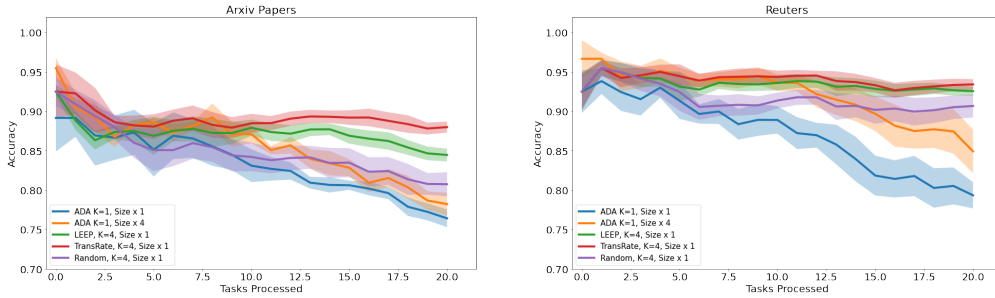 Arxiv Papers
1.00
0.95
0.90
0.85
0.80
0.75
0.70
Accuracy
0.0 2.5 5.0 7.5 10.0 12.5 15.0 17.5 20.0
Tasks Processed
ADA K=1, Size x 1
ADA K=1, Size x 4
LEEP, K=4, Size x 1
TransRate, K=4, Size x 1
Random, K=4, Size x 1
Reuters
1.00
0.95
0.90
0.85
0.80
0.75
0.70
Accuracy
0.0 2.5 5.0 7.5 10.0 12.5 15.0 17.5 20.0
Tasks Processed
ADA K=1, Size x 1
ADA K=1, Size x 4
LEEP, K=4, Size x 1
TransRate, K=4, Size x 1
Random, K=4, Size x 1